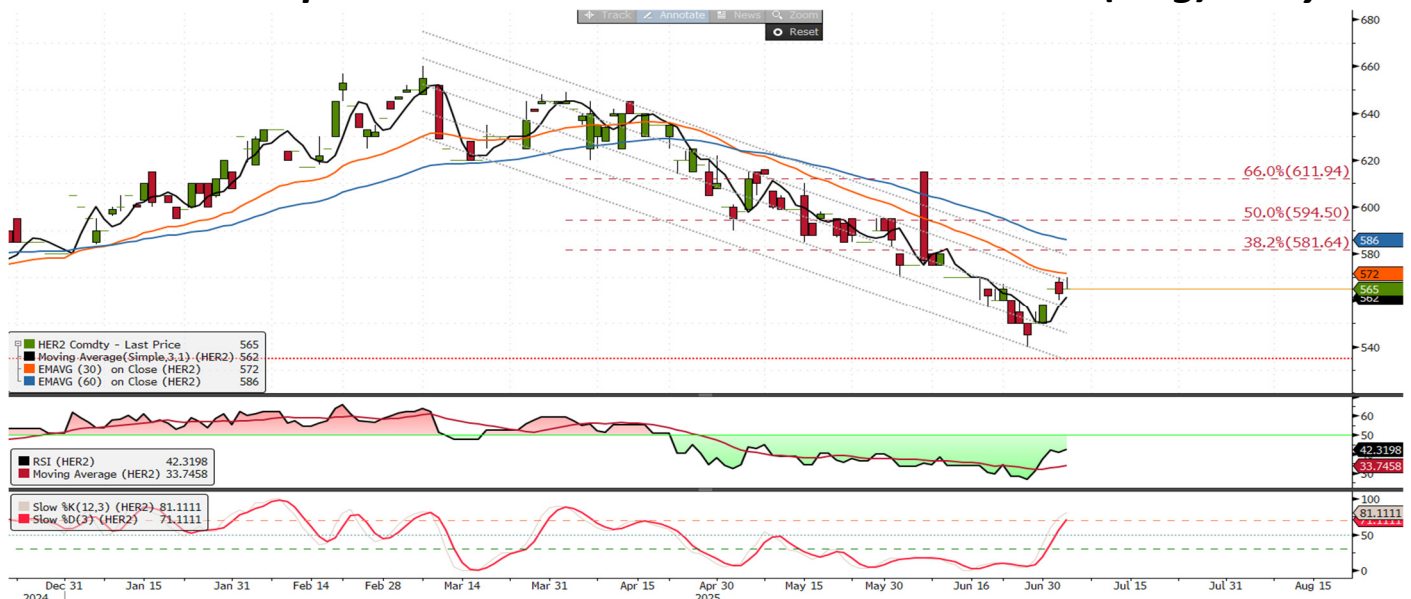 Track Annotate News Zoom
Reset
680
660
640
620
600
580
560
540
66.0%(611.94)
50.0%(594.50)
38.2%(581.64)
586
572
565
562
HER2 Comdty - Last Price 565
Moving Average(Simple,3,1) (HER2) 562
EMAVG (30) on Close (HER2) 572
EMAVG (60) on Close (HER2) 586
60
50
42.3198
33.7458
30
RSI (HER2) 42.3198
Moving Average (HER2) 33.7458
Slow %K(12,3) (HER2) 81.1111
Slow %D(3) (HER2) 71.1111
100
81.1111
71.1111
50
0
Dec 31 Jan 15 Jan 31 Feb 14 Feb 28 Mar 14 Mar 31 Apr 15 Apr 30 May 15 May 30 Jun 16 Jun 30 Jul 15 Jul 31 Aug 15
2024 2025